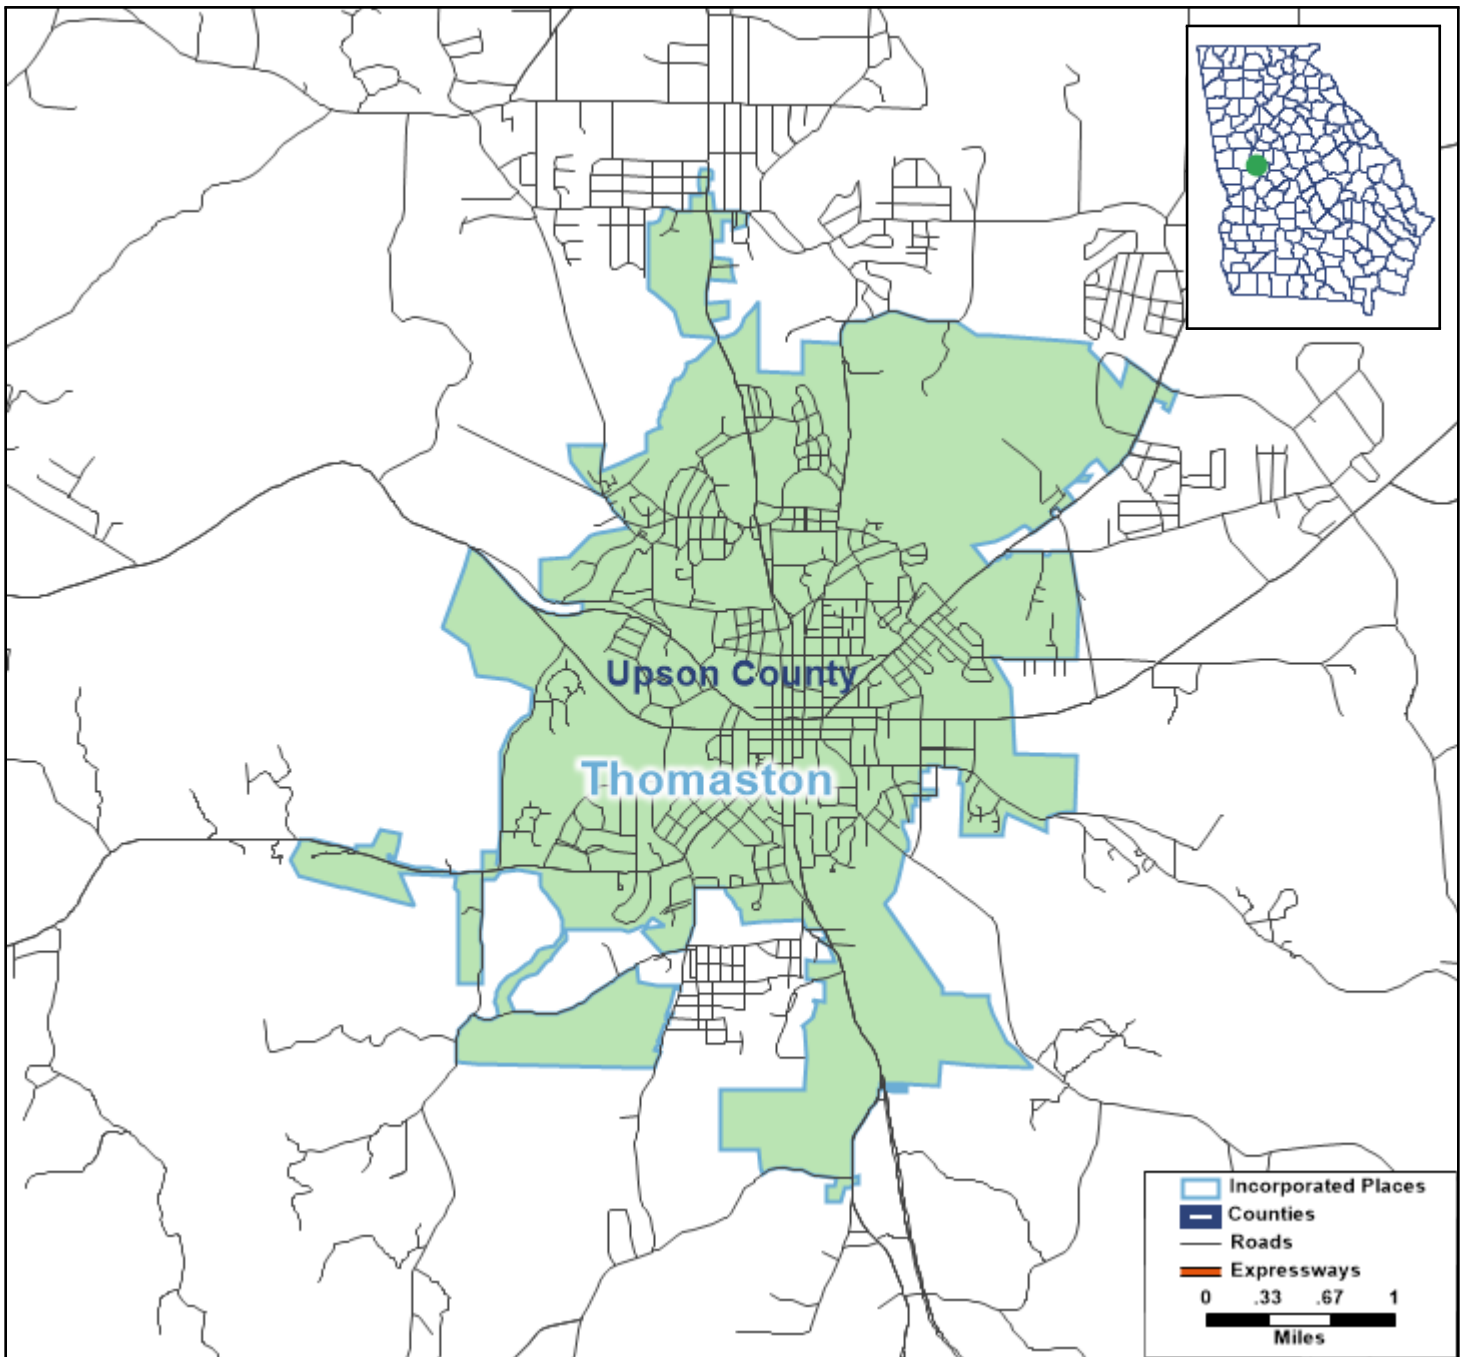 Upson County
Thomaston
Incorporated Places
Counties
Roads
Expressways
0 .33 .67 1
Miles